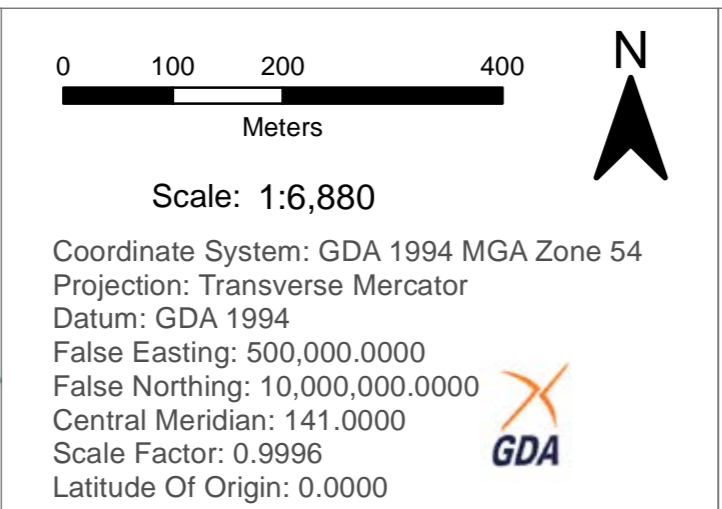 N
0 100 200 400
Meters
Scale: 1:6,880
Coordinate System: GDA 1994 MGA Zone 54
Projection: Transverse Mercator
Datum: GDA 1994
False Easting: 500,000.0000
False Northing: 10,000,000.0000
Central Meridian: 141.0000
Scale Factor: 0.9996
Latitude Of Origin: 0.0000
GDA